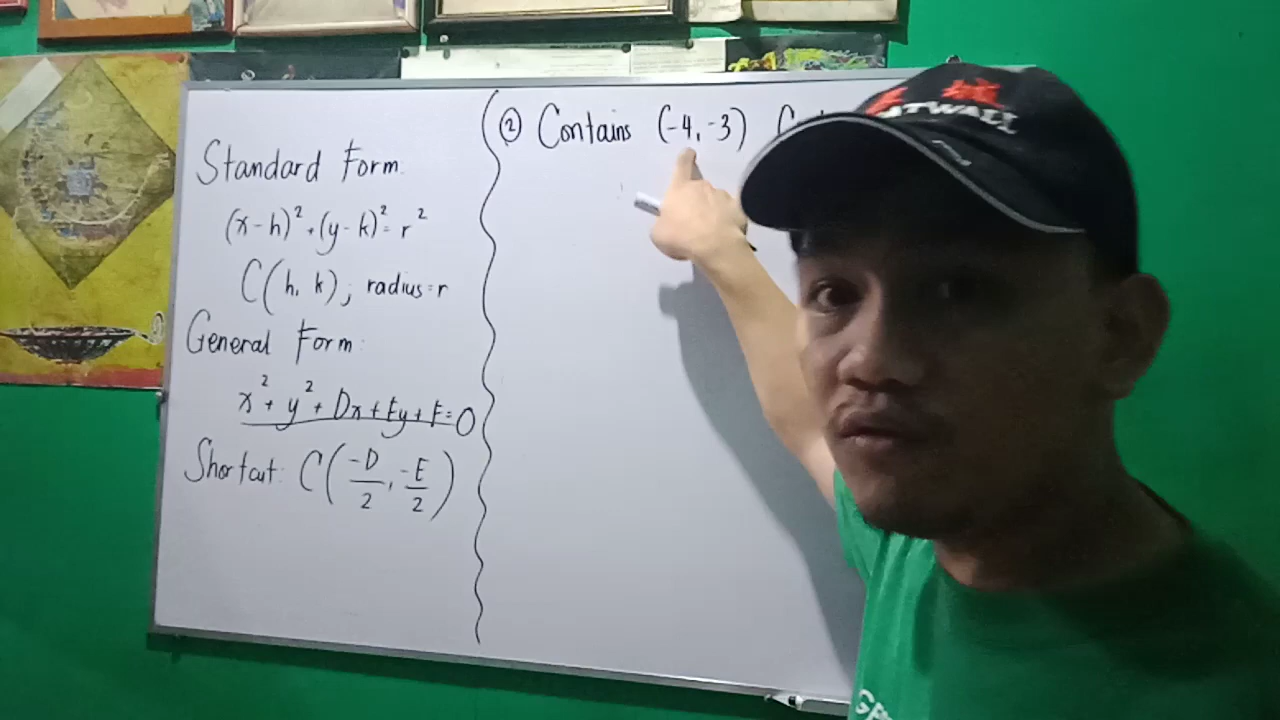 Standard Form.
(x-h)² + (y-k)² = r²
C(h, k); radius = r
General Form:
x² + y² + Dx + Ey + F = 0
Shortcut: C(-D/2, -E/2)
② Contains (-4, -3)